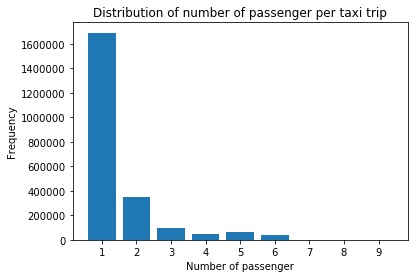 Distribution of number of passenger per taxi trip
1600000
1400000
1200000
1000000
800000
600000
400000
200000
0
Frequency
1 2 3 4 5 6 7 8 9
Number of passenger